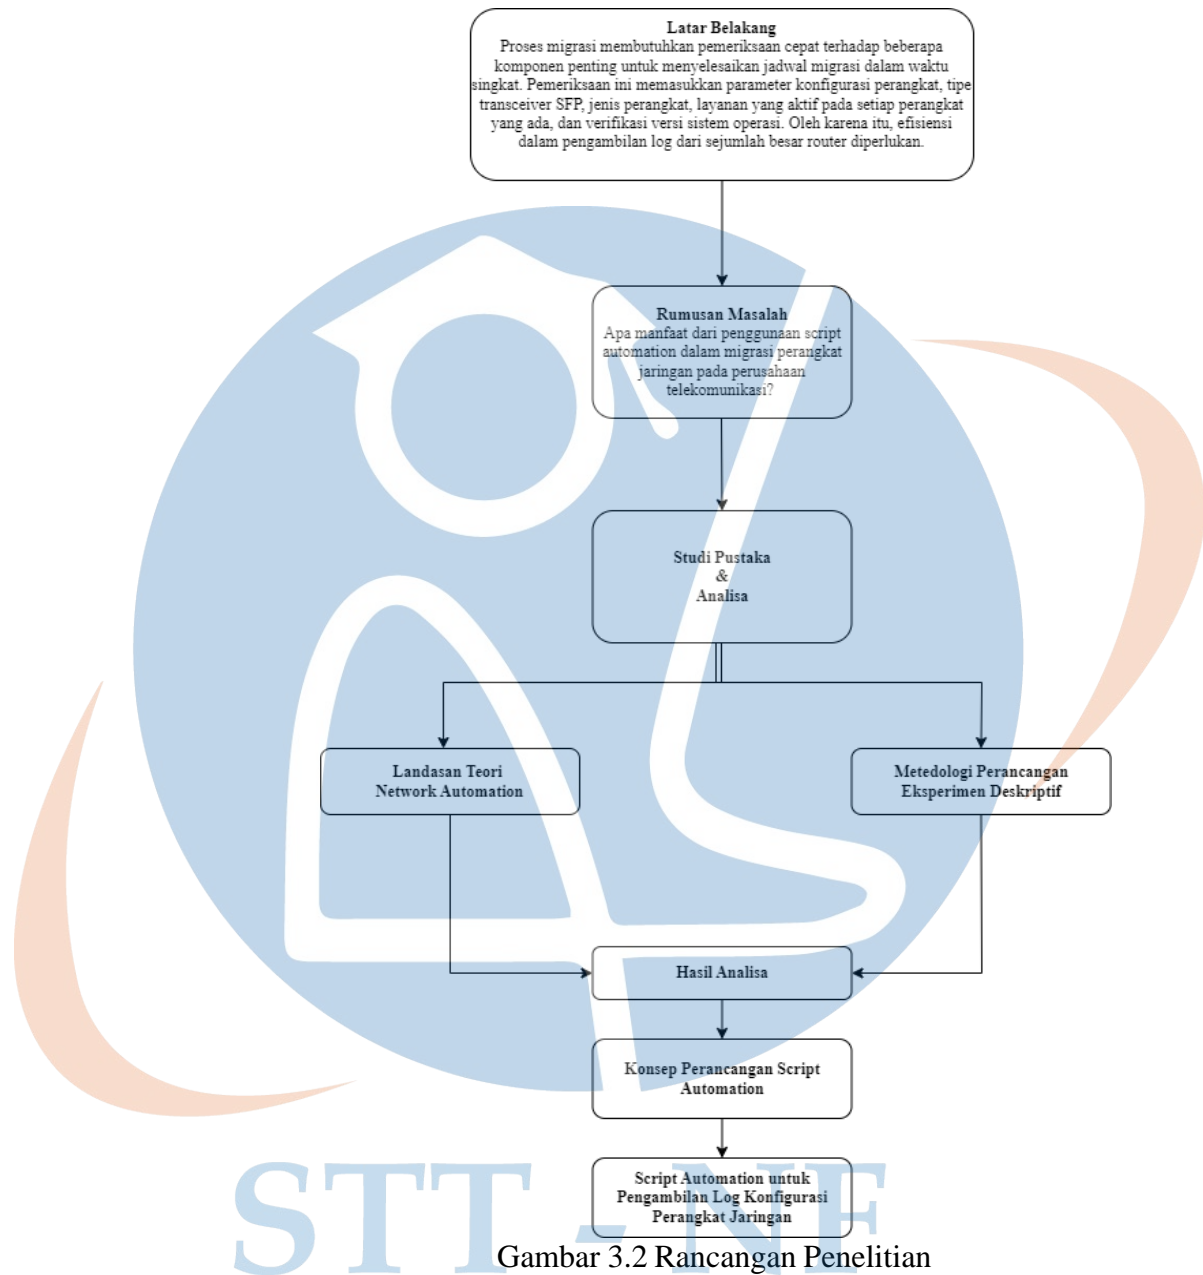 Latar Belakang
Proses migrasi membutuhkan pemeriksaan cepat terhadap beberapa
komponen penting untuk menyelesaikan jadwal migrasi dalam waktu
singkat. Pemeriksaan ini memasukkan parameter konfigurasi perangkat, tipe
transceiver SFP, jenis perangkat, layanan yang aktif pada setiap perangkat
yang ada, dan verifikasi versi sistem operasi. Oleh karena itu, efisiensi
dalam pengambilan log dari sejumlah besar router diperlukan.
Rumusan Masalah
Apa manfaat dari penggunaan script
automation dalam migrasi perangkat
jaringan pada perusahaan
telekomunikasi?
Studi Pustaka
&
Analisa
Landasan Teori
Network Automation
Metedologi Perancangan
Eksperimen Deskriptif
Hasil Analisa
Konsep Perancangan Script
Automation
Script Automation untuk
Pengambilan Log Konfigurasi
Perangkat Jaringan
STT - NF
Gambar 3.2 Rancangan Penelitian